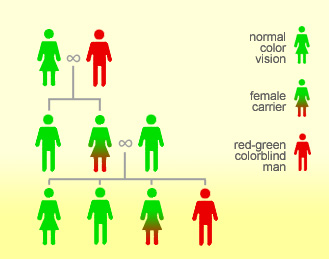 normal
color
vision
female
carrier
red-green
colorblind
man